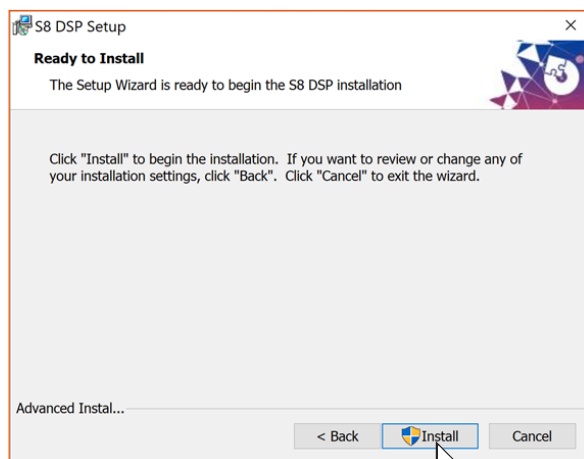 S8 DSP Setup
Ready to Install
The Setup Wizard is ready to begin the S8 DSP installation
Click "Install" to begin the installation.  If you want to review or change any of
your installation settings, click "Back".  Click "Cancel" to exit the wizard.
Advanced Instal...
< Back Install Cancel